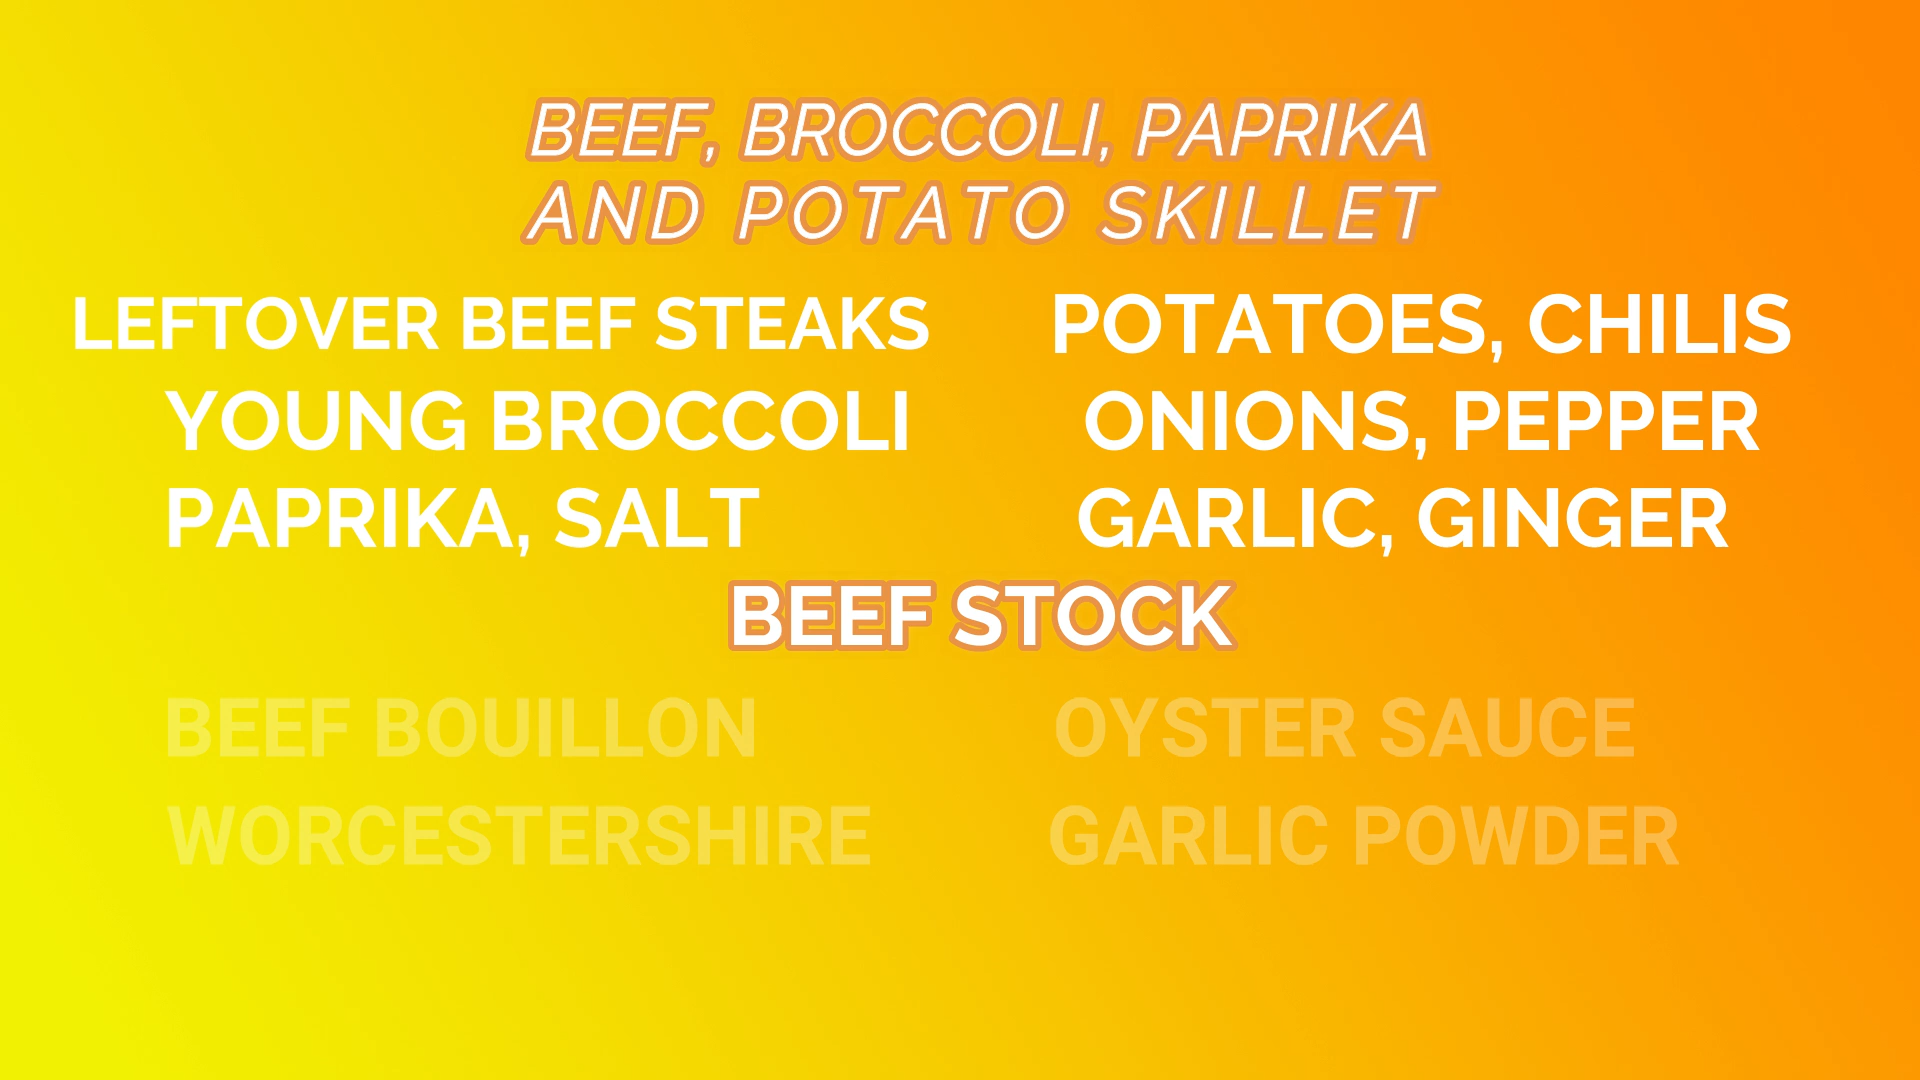 BEEF, BROCCOLI, PAPRIKA
AND POTATO SKILLET
LEFTOVER BEEF STEAKS
YOUNG BROCCOLI
PAPRIKA, SALT
POTATOES, CHILIS
ONIONS, PEPPER
GARLIC, GINGER
BEEF STOCK
BEEF BOUILLON
WORCESTERSHIRE
OYSTER SAUCE
GARLIC POWDER